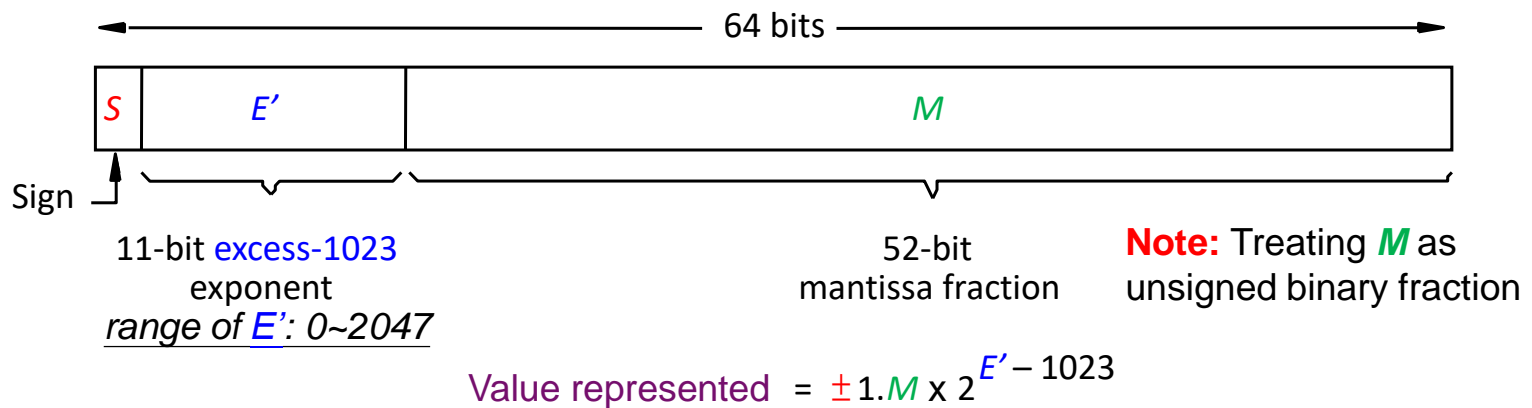 64 bits
S E’ M
Sign
11-bit excess-1023
exponent
range of E’: 0~2047
52-bit
mantissa fraction
Note: Treating M as
unsigned binary fraction
Value represented = ±1.M x 2^E’ – 1023